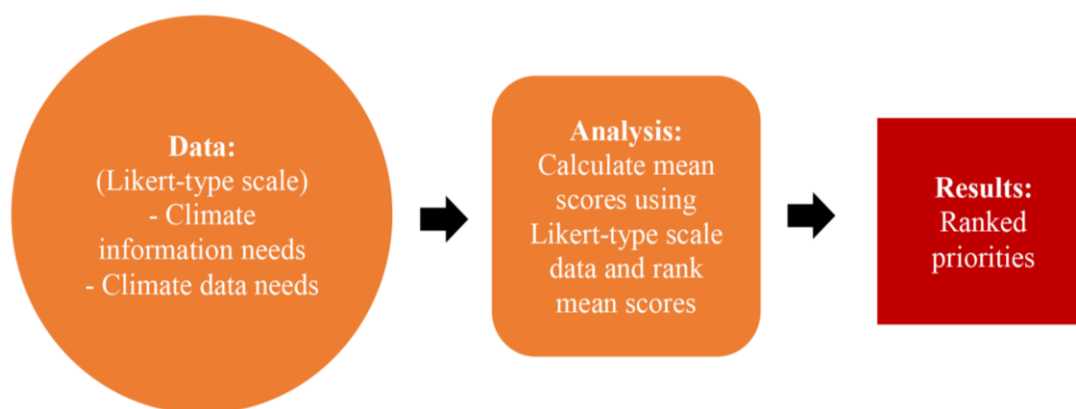 Data:
(Likert-type scale)
- Climate
information needs
- Climate data needs
Analysis:
Calculate mean
scores using
Likert-type scale
data and rank
mean scores
Results:
Ranked
priorities